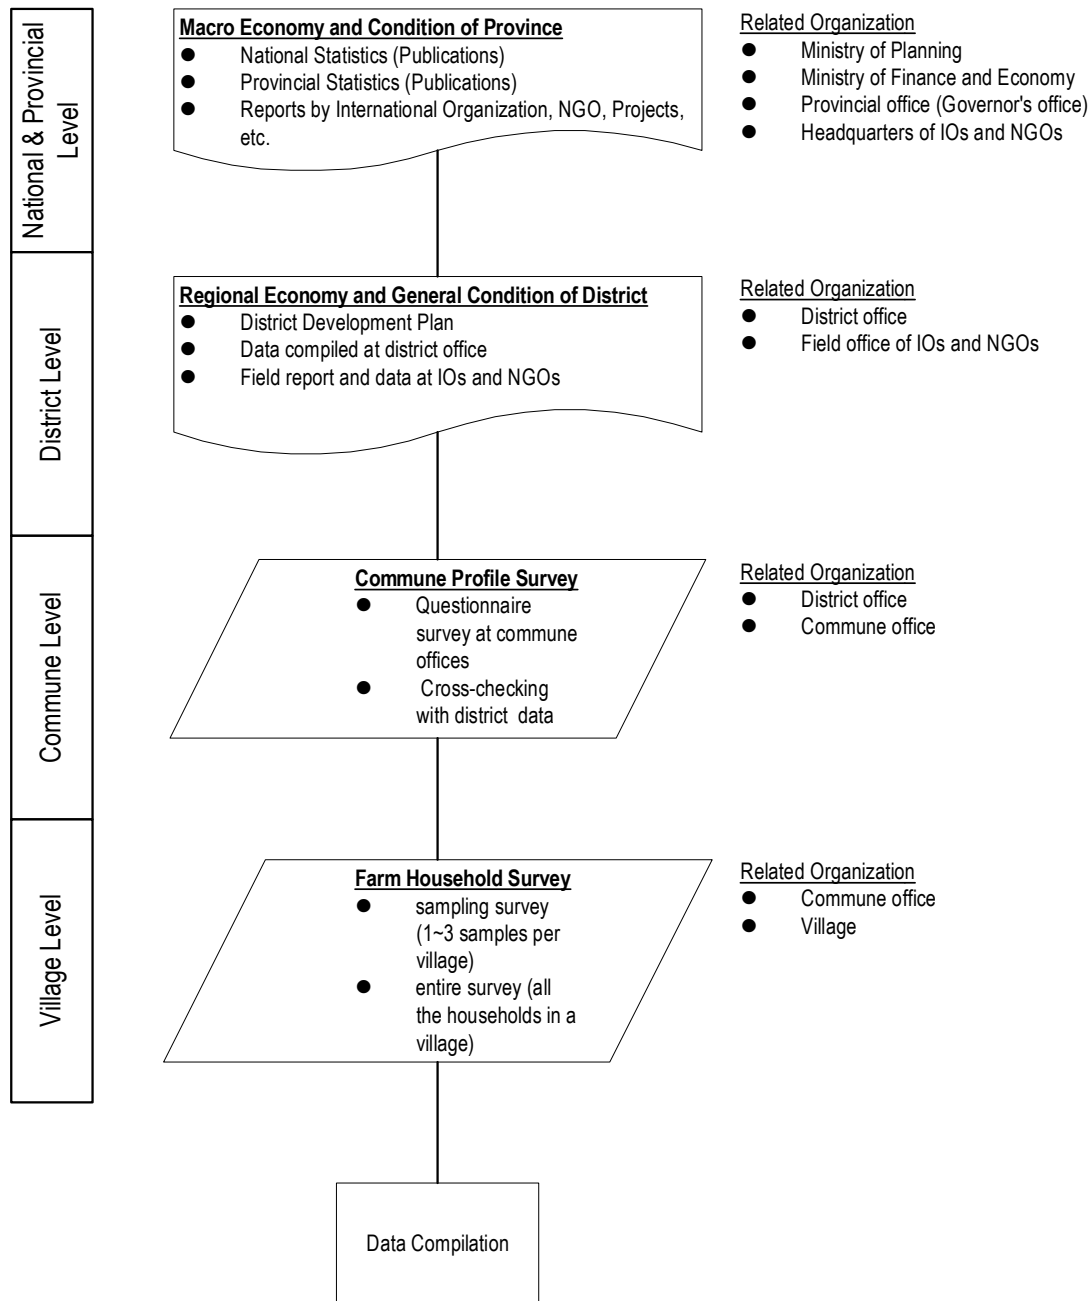 National & Provincial
Level
Macro Economy and Condition of Province
● National Statistics (Publications)
● Provincial Statistics (Publications)
● Reports by International Organization, NGO, Projects,
etc.
Related Organization
● Ministry of Planning
● Ministry of Finance and Economy
● Provincial office (Governor's office)
● Headquarters of IOs and NGOs
District Level
Regional Economy and General Condition of District
● District Development Plan
● Data compiled at district office
● Field report and data at IOs and NGOs
Related Organization
● District office
● Field office of IOs and NGOs
Commune Level
Commune Profile Survey
● Questionnaire
survey at commune
offices
● Cross-checking
with district data
Related Organization
● District office
● Commune office
Village Level
Farm Household Survey
● sampling survey
(1~3 samples per
village)
● entire survey (all
the households in a
village)
Related Organization
● Commune office
● Village
Data Compilation